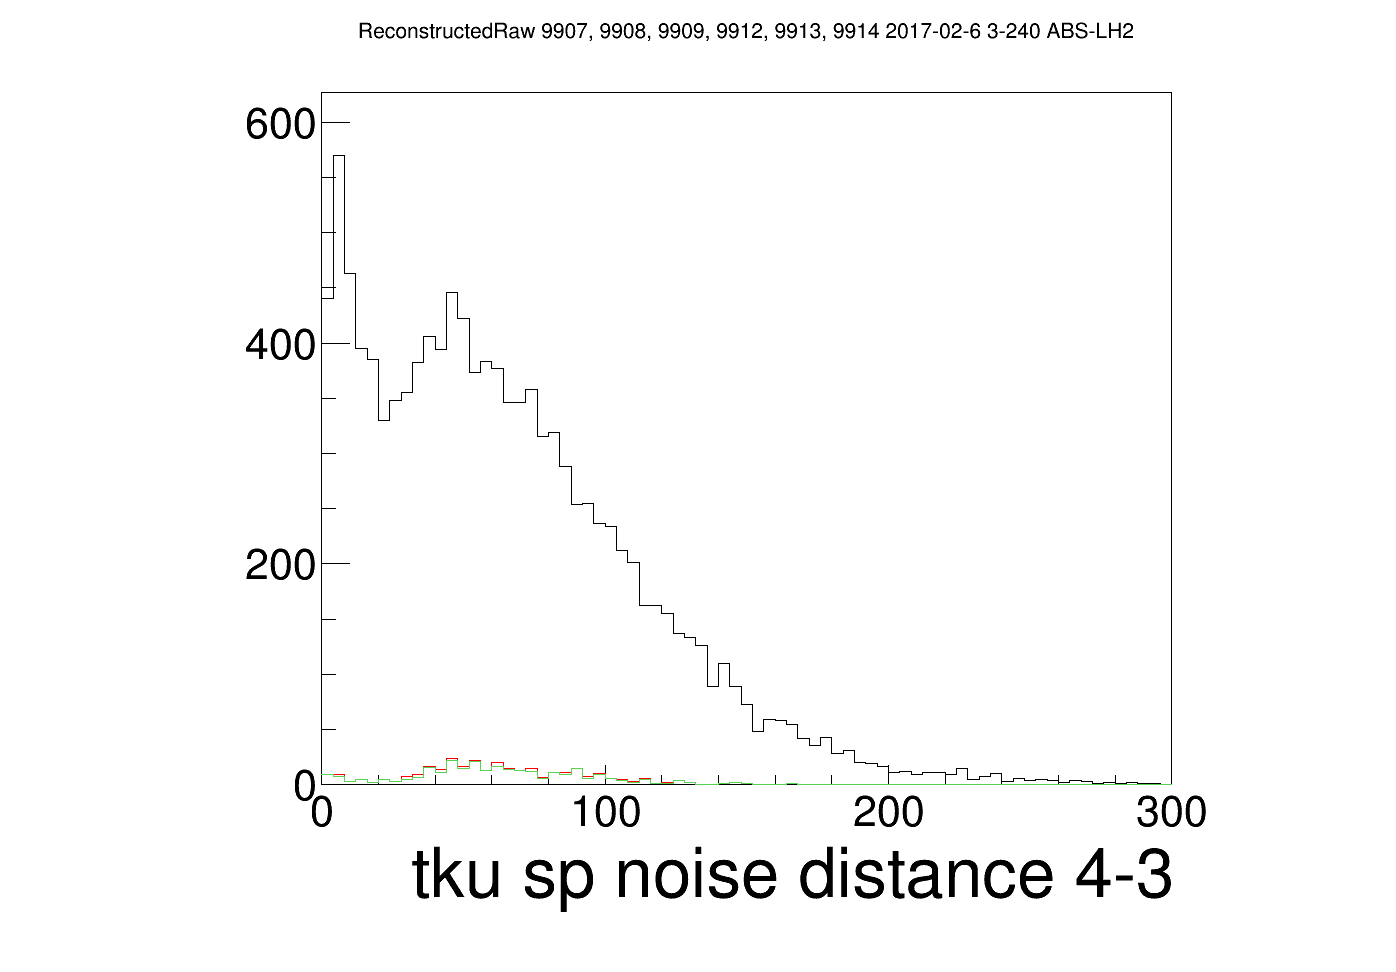 ReconstructedRaw 9907, 9908, 9909, 9912, 9913, 9914 2017-02-6 3-240 ABS-LH2
600
400
200
0
0 100 200 300
tku sp noise distance 4-3